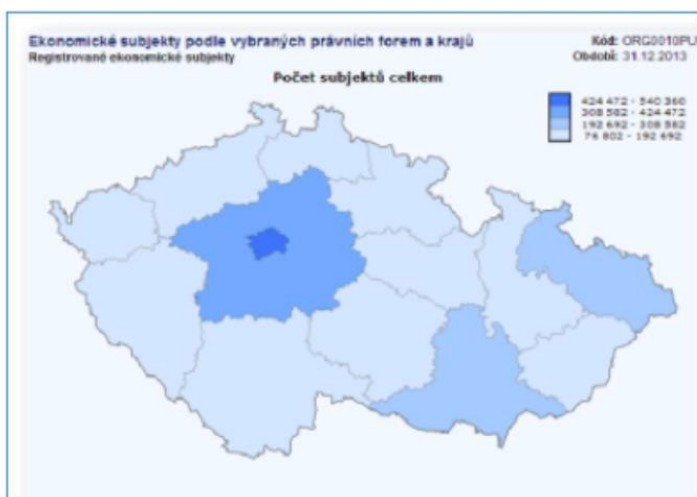 Ekonomické subjekty podle vybraných právních forem a krajů
Kód: ORG0010PU
Registrované ekonomické subjekty
Období: 31.12.2013
Počet subjektů celkem
424 472 - 540 360
308 582 - 424 472
192 692 - 308 582
76 802 - 192 692